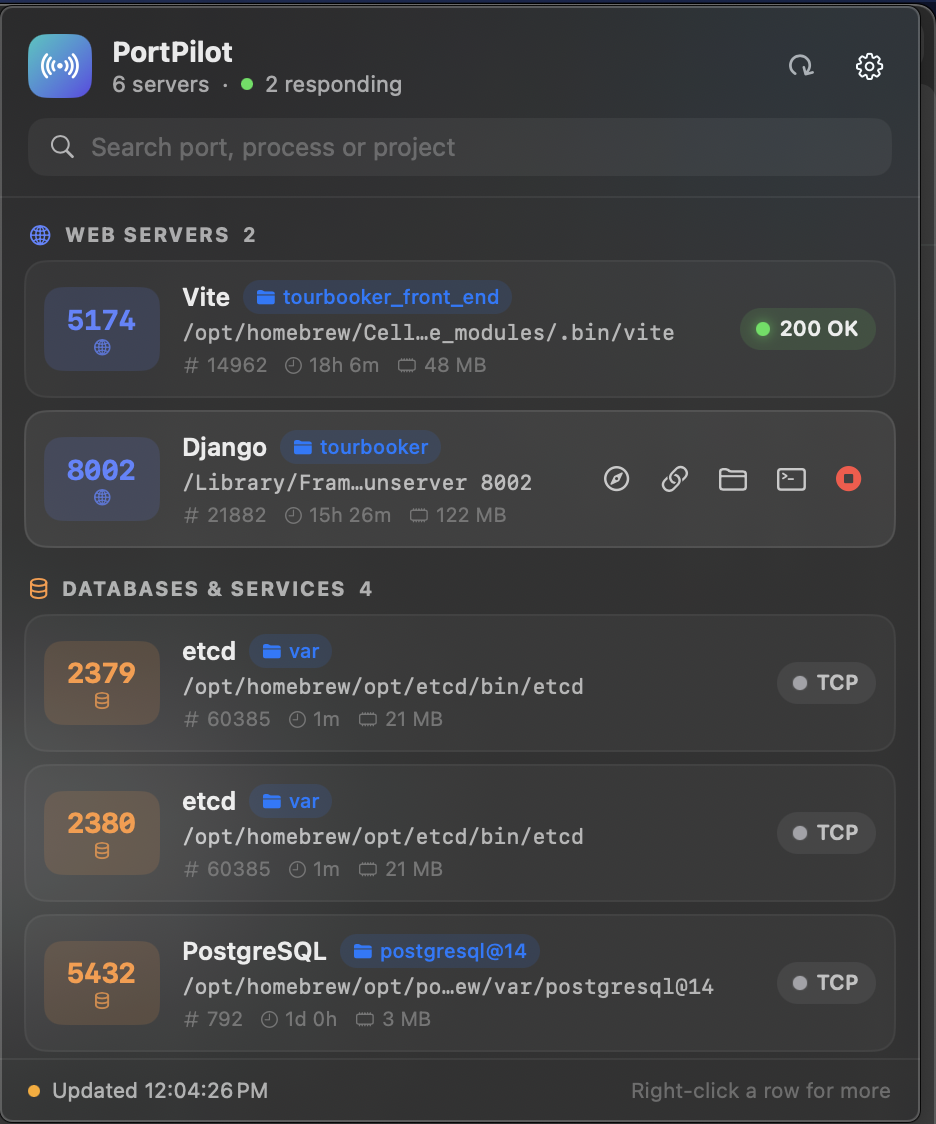 PortPilot
6 servers · 2 responding
Search port, process or project
WEB SERVERS 2
5174
Vite tourbooker_front_end
/opt/homebrew/Cell…e_modules/.bin/vite
# 14962 18h 6m 48 MB
200 OK
8002
Django tourbooker
/Library/Fram…unserver 8002
# 21882 15h 26m 122 MB
DATABASES & SERVICES 4
2379
etcd var
/opt/homebrew/opt/etcd/bin/etcd
# 60385 1m 21 MB
TCP
2380
etcd var
/opt/homebrew/opt/etcd/bin/etcd
# 60385 1m 21 MB
TCP
5432
PostgreSQL postgresql@14
/opt/homebrew/opt/po…ew/var/postgresql@14
# 792 1d 0h 3 MB
TCP
Updated 12:04:26 PM
Right-click a row for more